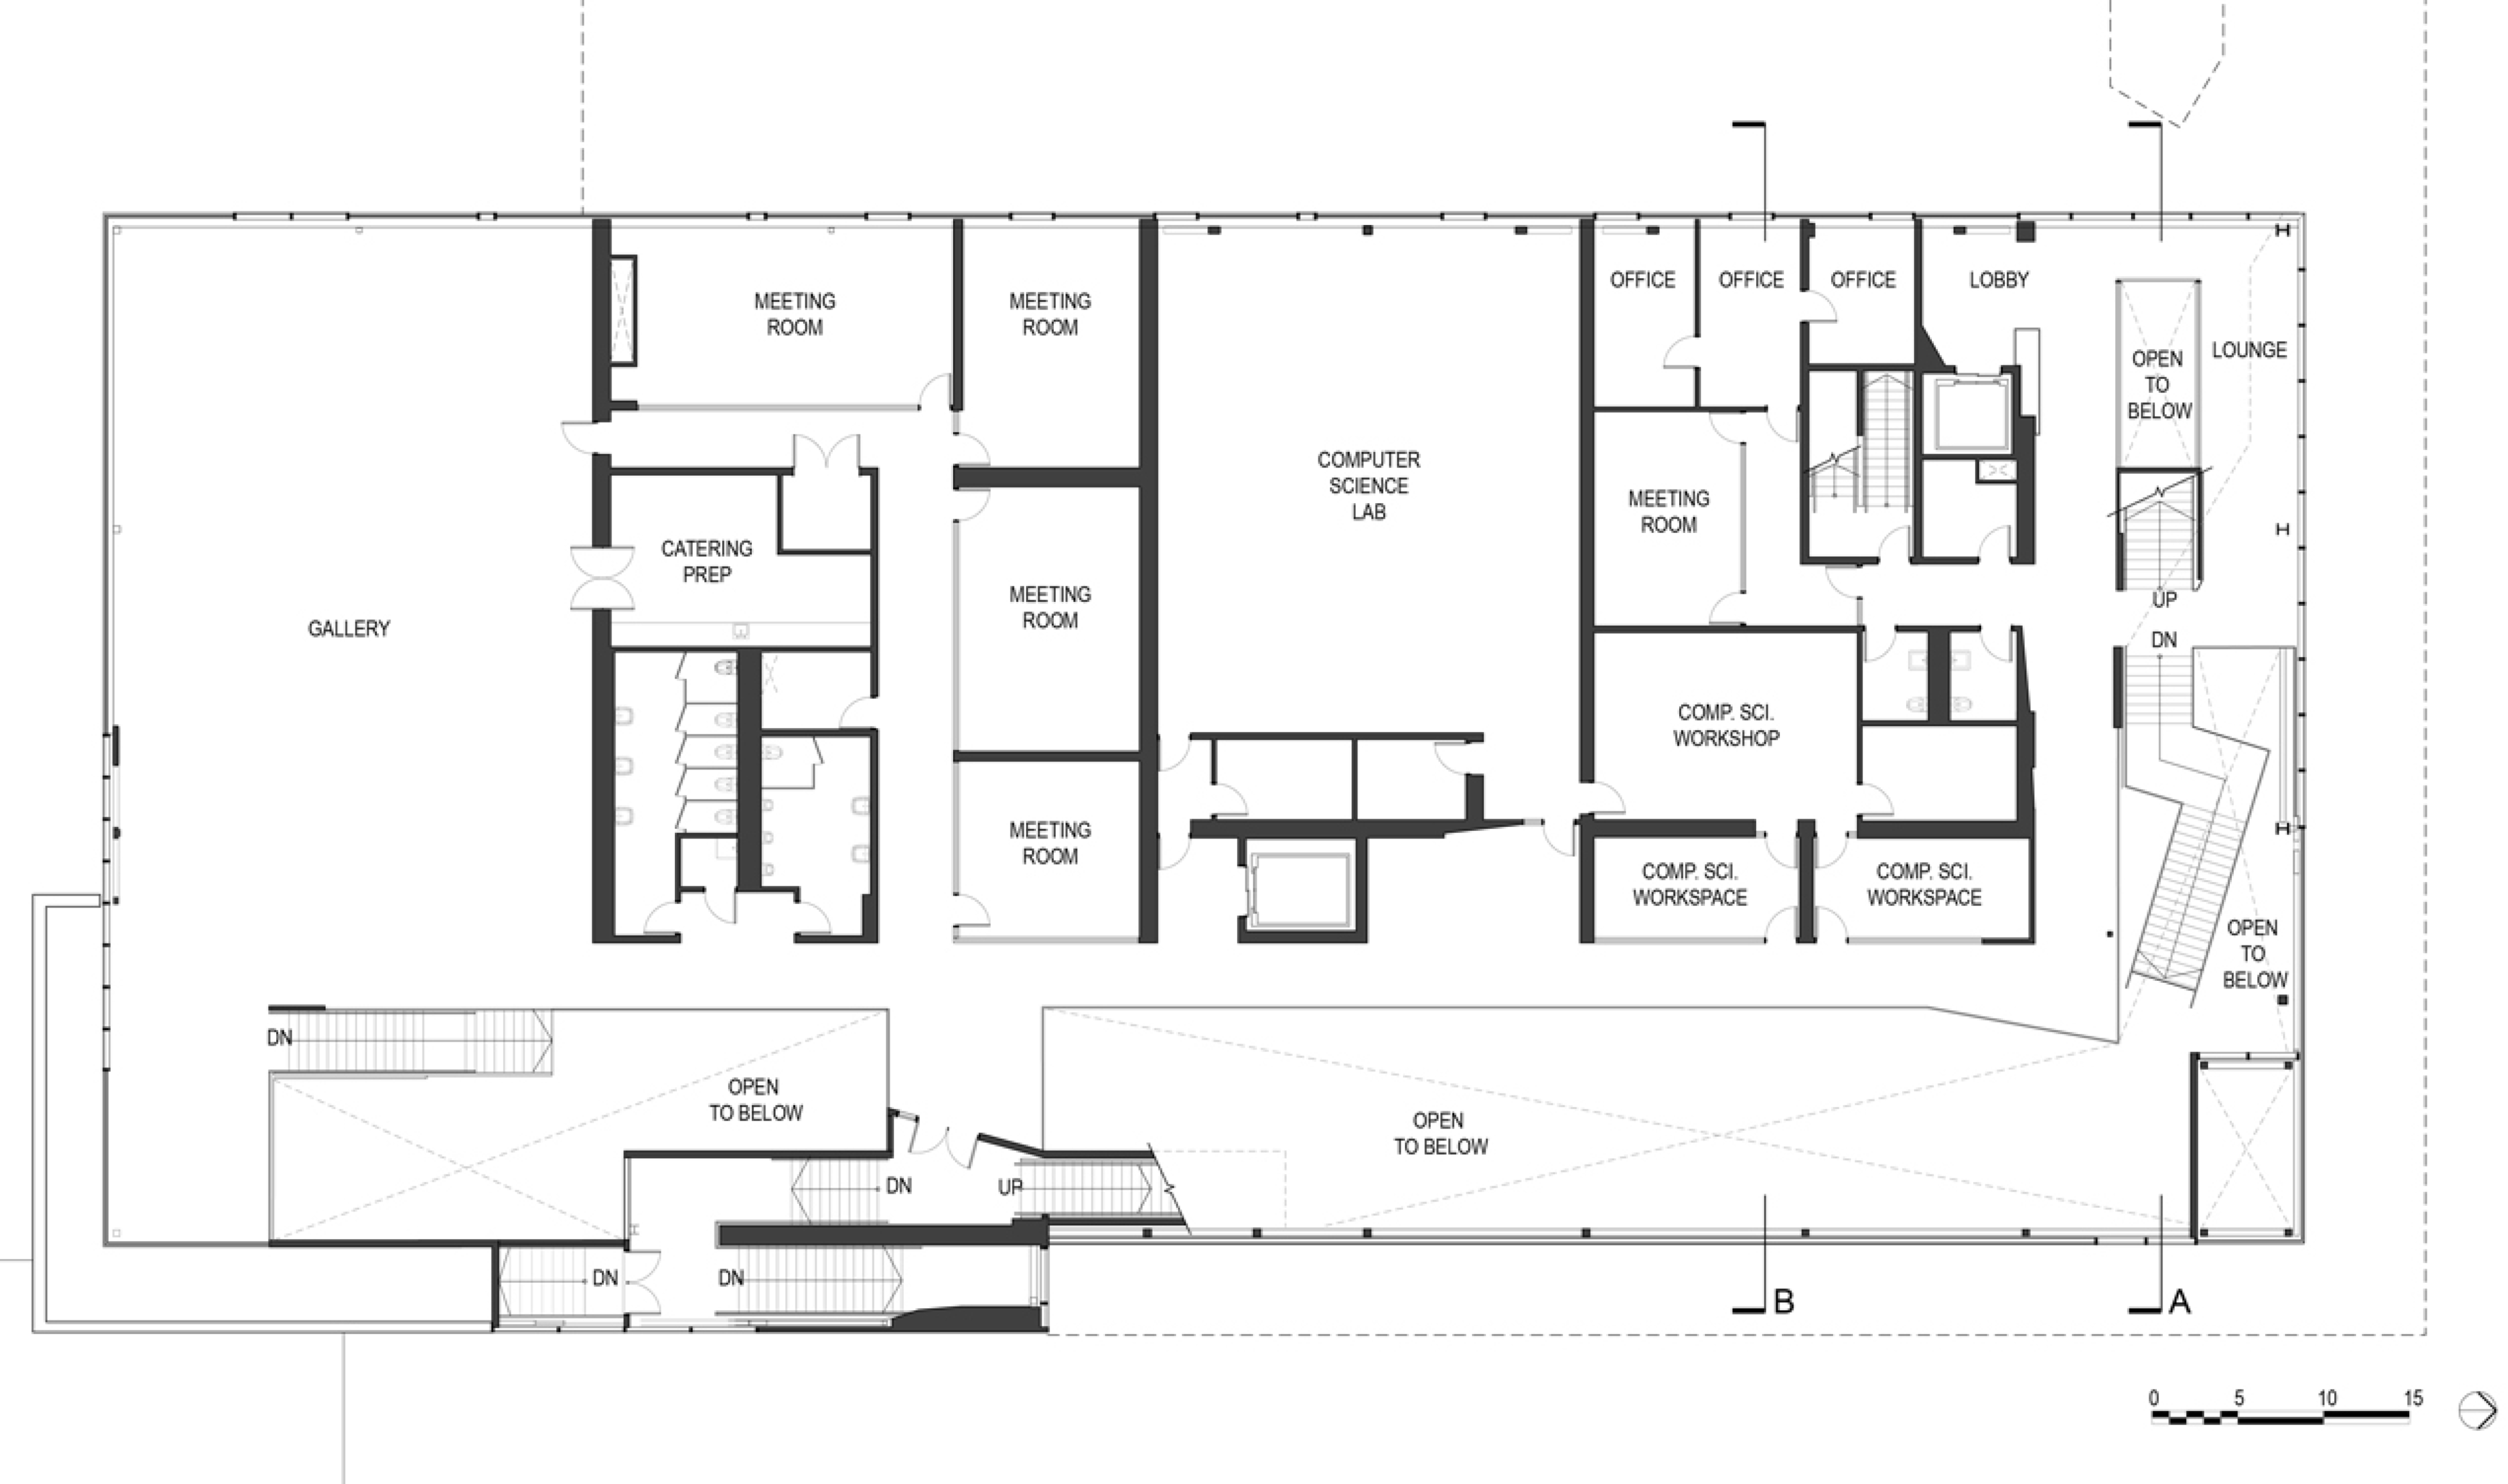 OFFICE
OFFICE
OFFICE
LOBBY
MEETING
ROOM
MEETING
ROOM
OPEN
TO
BELOW
LOUNGE
COMPUTER
SCIENCE
LAB
MEETING
ROOM
CATERING
PREP
MEETING
ROOM
GALLERY
UP
DN
COMP. SCI.
WORKSHOP
MEETING
ROOM
COMP. SCI.
WORKSPACE
COMP. SCI.
WORKSPACE
OPEN
TO
BELOW
DN
OPEN
TO BELOW
OPEN
TO BELOW
DN
UP
DN
DN
B
A
0 5 10 15